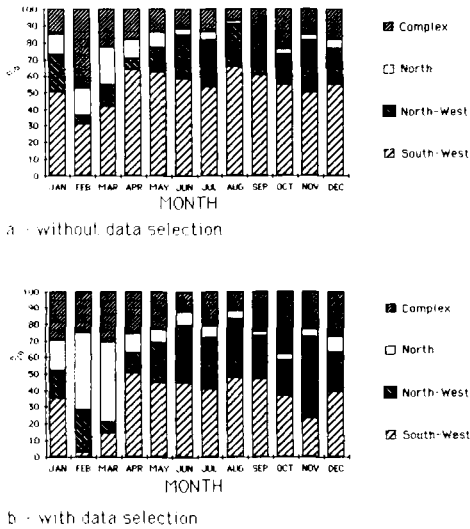 100
90
80
70
60
50
40
30
20
10
0
%
JAN FEB MAR APR MAY JUN JUL AUG SEP OCT NOV DEC
MONTH
Complex
North
North-West
South-West
a - without data selection
100
90
80
70
60
50
40
30
20
10
0
%
JAN FEB MAR APR MAY JUN JUL AUG SEP OCT NOV DEC
MONTH
Complex
North
North-West
South-West
b - with data selection